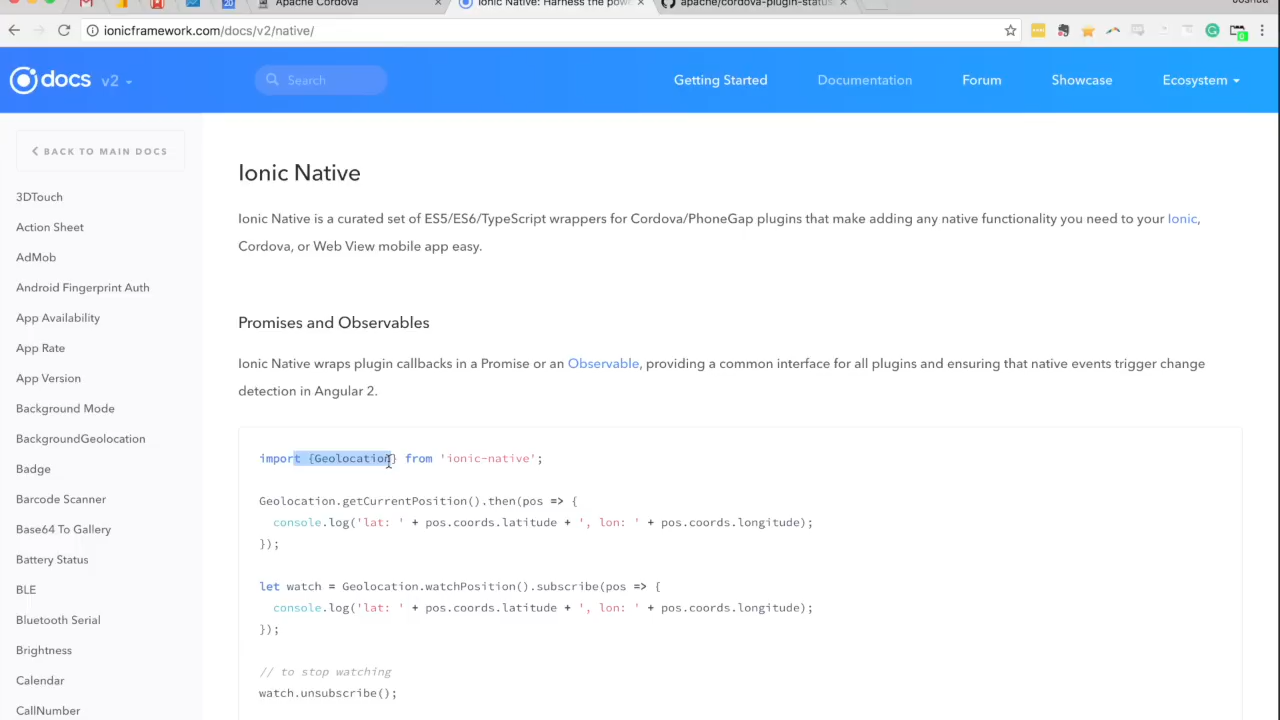 Apache Cordova
Ionic Native: Harness the powe
apache/cordova-plugin-status
ionicframework.com/docs/v2/native/
docs v2
Search
Getting Started
Documentation
Forum
Showcase
Ecosystem
BACK TO MAIN DOCS
3DTouch
Action Sheet
AdMob
Android Fingerprint Auth
App Availability
App Rate
App Version
Background Mode
BackgroundGeolocation
Badge
Barcode Scanner
Base64 To Gallery
Battery Status
BLE
Bluetooth Serial
Brightness
Calendar
CallNumber
Ionic Native
Ionic Native is a curated set of ES5/ES6/TypeScript wrappers for Cordova/PhoneGap plugins that make adding any native functionality you need to your Ionic,
Cordova, or Web View mobile app easy.
Promises and Observables
Ionic Native wraps plugin callbacks in a Promise or an Observable, providing a common interface for all plugins and ensuring that native events trigger change
detection in Angular 2.
import {Geolocation} from 'ionic-native';
Geolocation.getCurrentPosition().then(pos => {
console.log('lat: ' + pos.coords.latitude + ', lon: ' + pos.coords.longitude);
});
let watch = Geolocation.watchPosition().subscribe(pos => {
console.log('lat: ' + pos.coords.latitude + ', lon: ' + pos.coords.longitude);
});
// to stop watching
watch.unsubscribe();